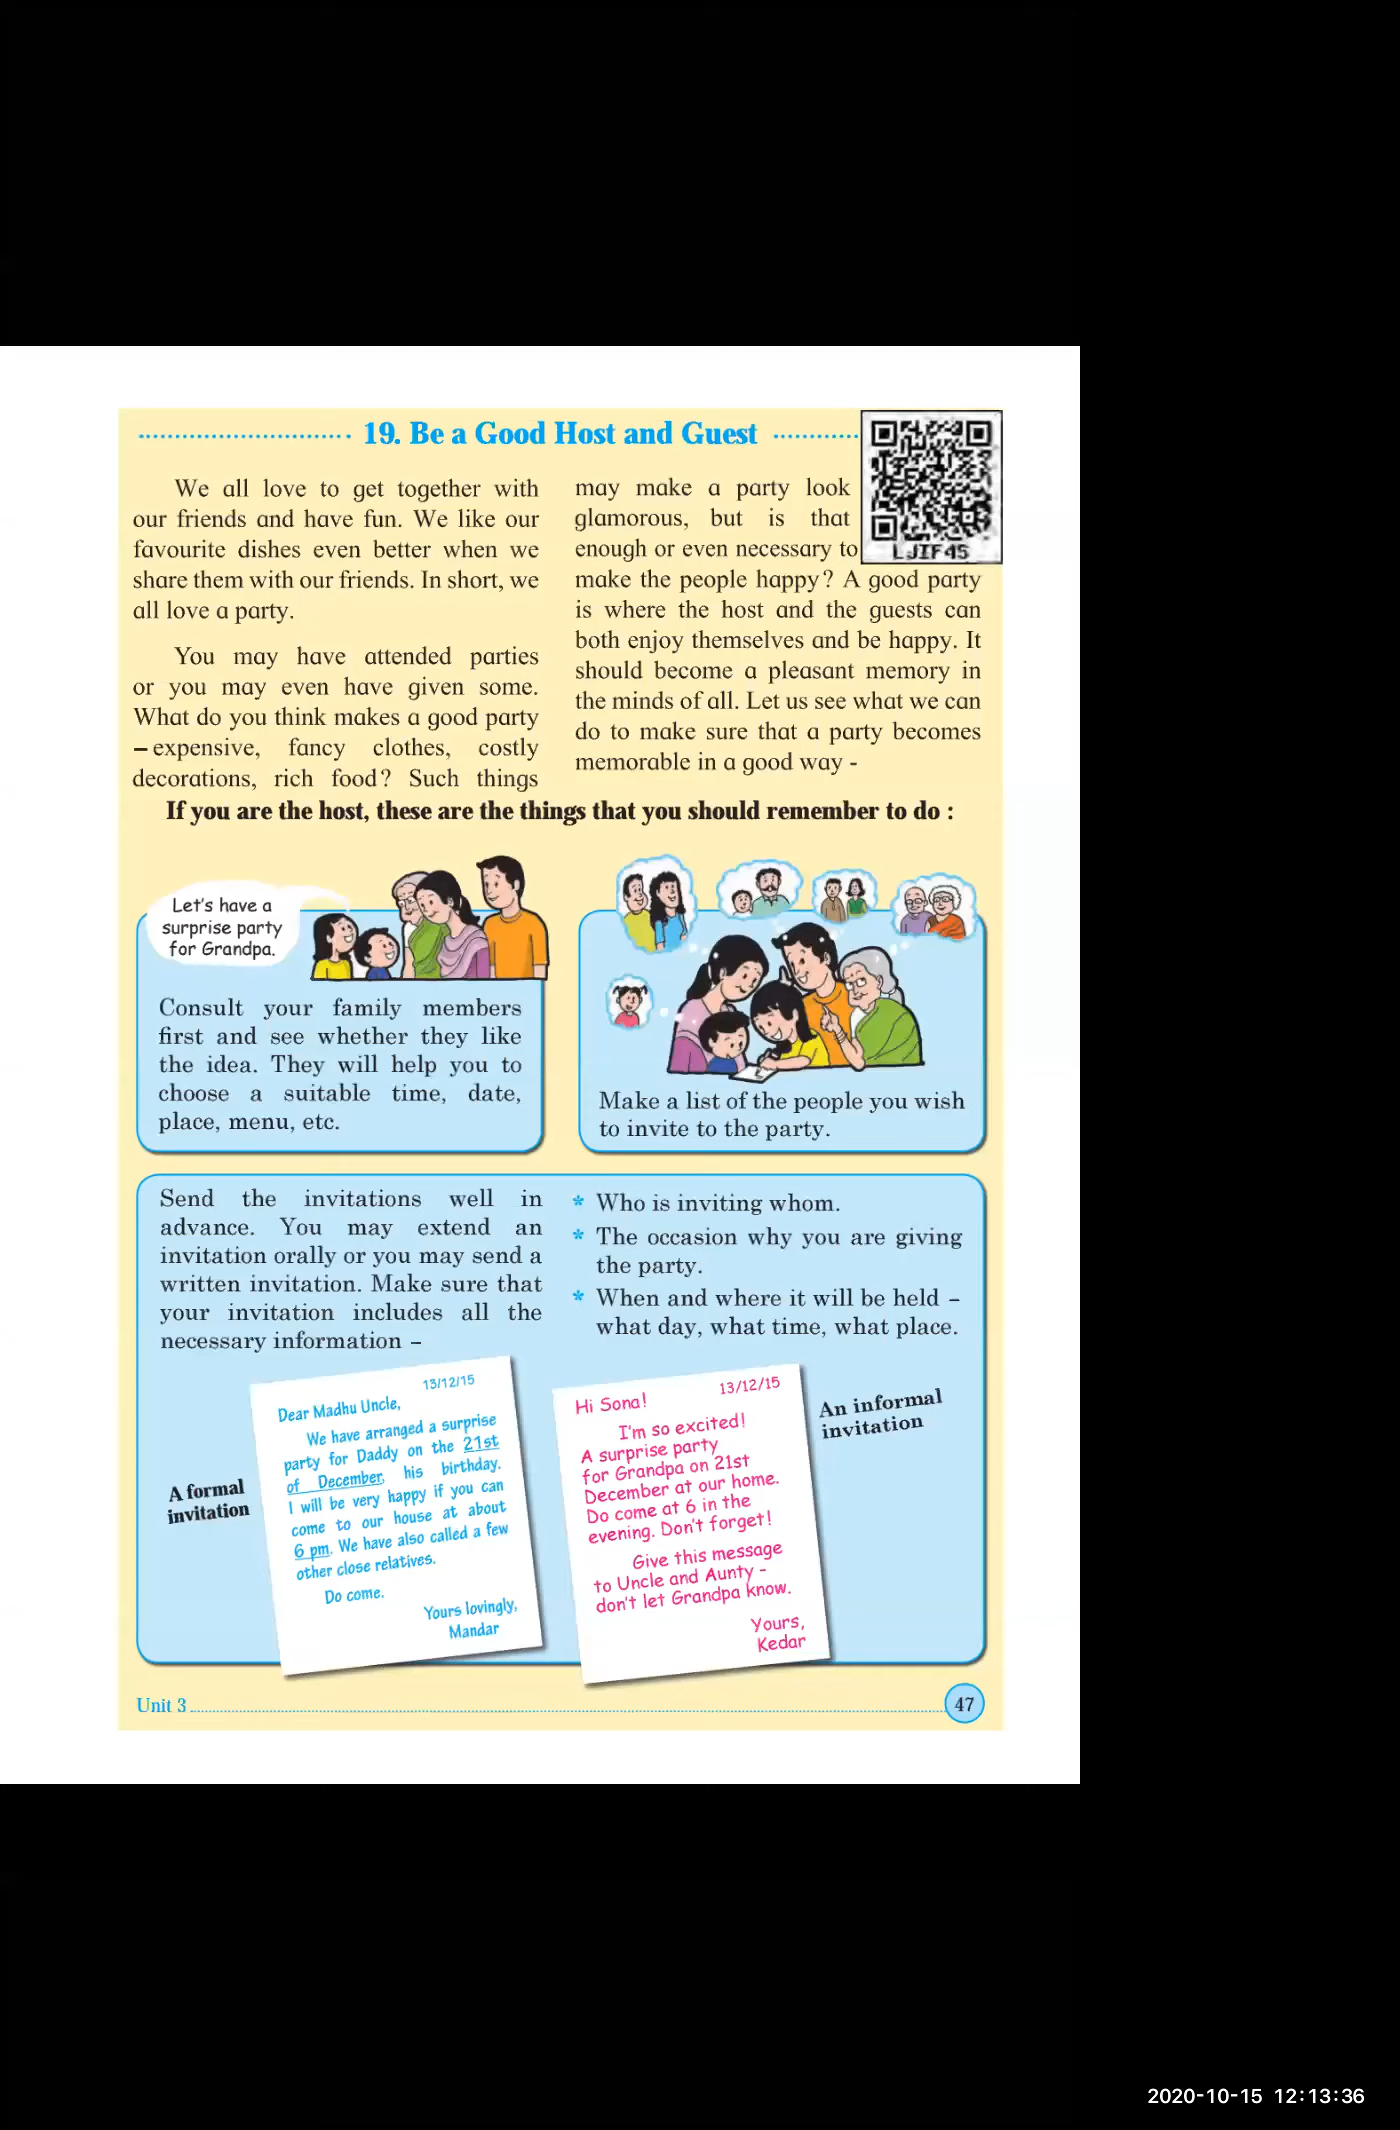 19. Be a Good Host and Guest
LJIF45
We all love to get together with
our friends and have fun. We like our
favourite dishes even better when we
share them with our friends. In short, we
all love a party.
You may have attended parties
or you may even have given some.
What do you think makes a good party
– expensive, fancy clothes, costly
decorations, rich food? Such things
may make a party look
glamorous, but is that
enough or even necessary to
make the people happy? A good party
is where the host and the guests can
both enjoy themselves and be happy. It
should become a pleasant memory in
the minds of all. Let us see what we can
do to make sure that a party becomes
memorable in a good way -
If you are the host, these are the things that you should remember to do :
Let's have a
surprise party
for Grandpa.
Consult your family members
first and see whether they like
the idea. They will help you to
choose a suitable time, date,
place, menu, etc.
Make a list of the people you wish
to invite to the party.
Send the invitations well in
advance. You may extend an
invitation orally or you may send a
written invitation. Make sure that
your invitation includes all the
necessary information –
* Who is inviting whom.
* The occasion why you are giving
the party.
* When and where it will be held –
what day, what time, what place.
A formal
invitation
13/12/15
Dear Madhu Uncle,
We have arranged a surprise
party for Daddy on the 21st
of December, his birthday.
I will be very happy if you can
come to our house at about
6 pm. We have also called a few
other close relatives.
Do come.
Yours lovingly,
Mandar
13/12/15
Hi Sona!
I'm so excited!
A surprise party
for Grandpa on 21st
December at our home.
Do come at 6 in the
evening. Don't forget!
Give this message
to Uncle and Aunty -
don't let Grandpa know.
Yours,
Kedar
An informal
invitation
Unit 3
47
2020-10-15 12:13:36